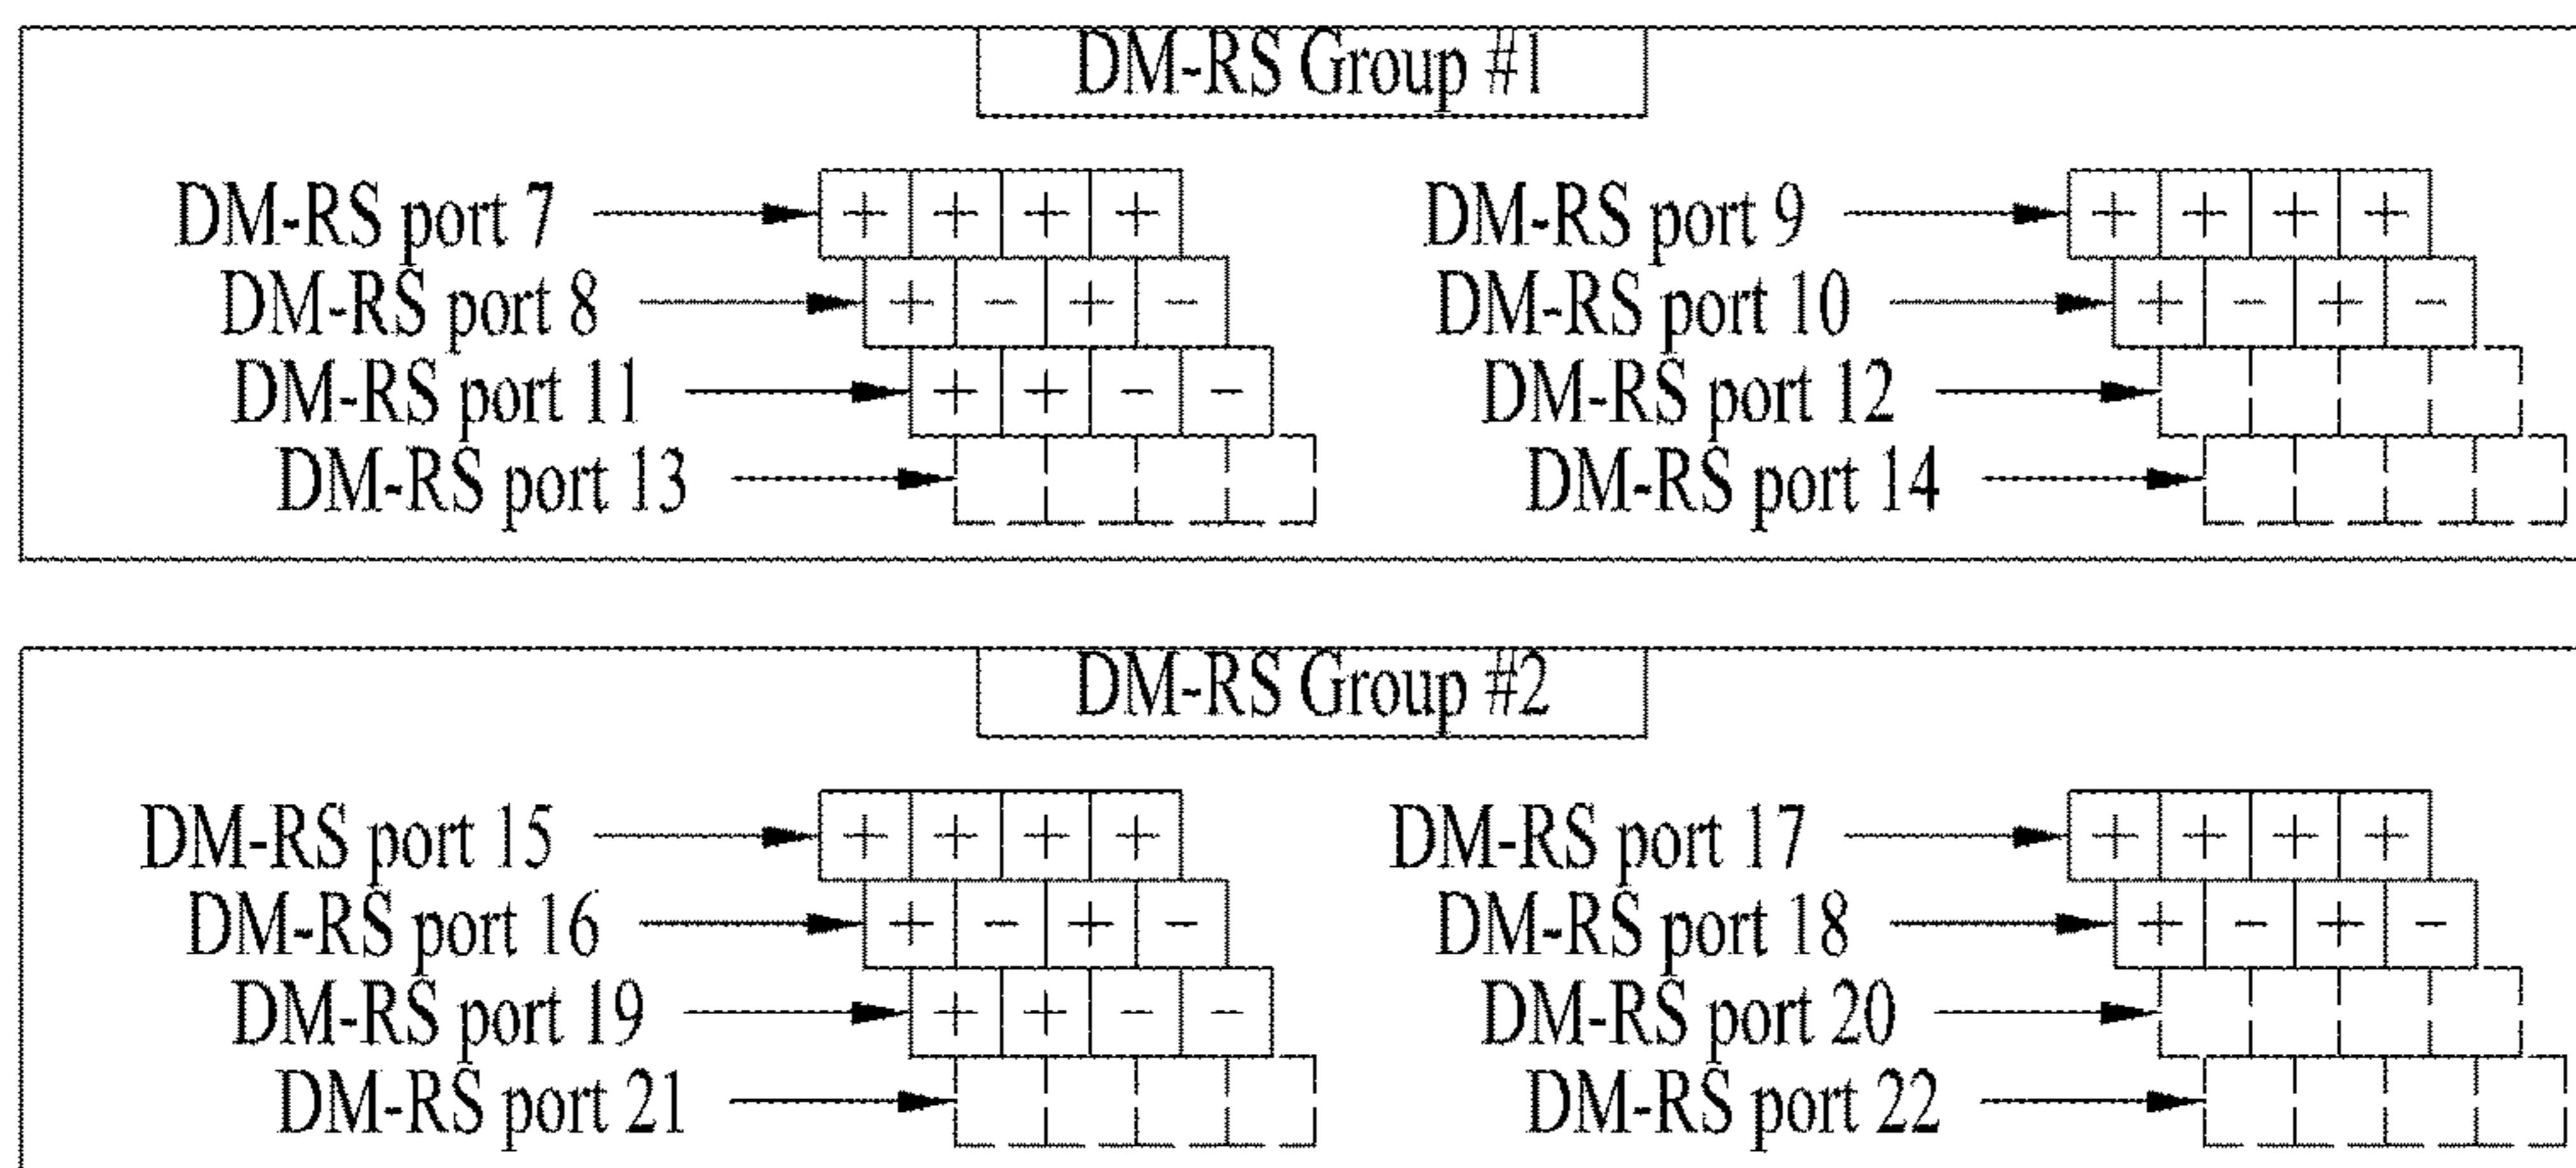 DM-RS Group #1
DM-RS port 7 + + + + DM-RS port 9 + + + +
DM-RS port 8 + - + - DM-RS port 10 + - + -
DM-RS port 11 + + - - DM-RS port 12
DM-RS port 13 DM-RS port 14
DM-RS Group #2
DM-RS port 15 + + + + DM-RS port 17 + + + +
DM-RS port 16 + - + - DM-RS port 18 + - + -
DM-RS port 19 + + - - DM-RS port 20
DM-RS port 21 DM-RS port 22